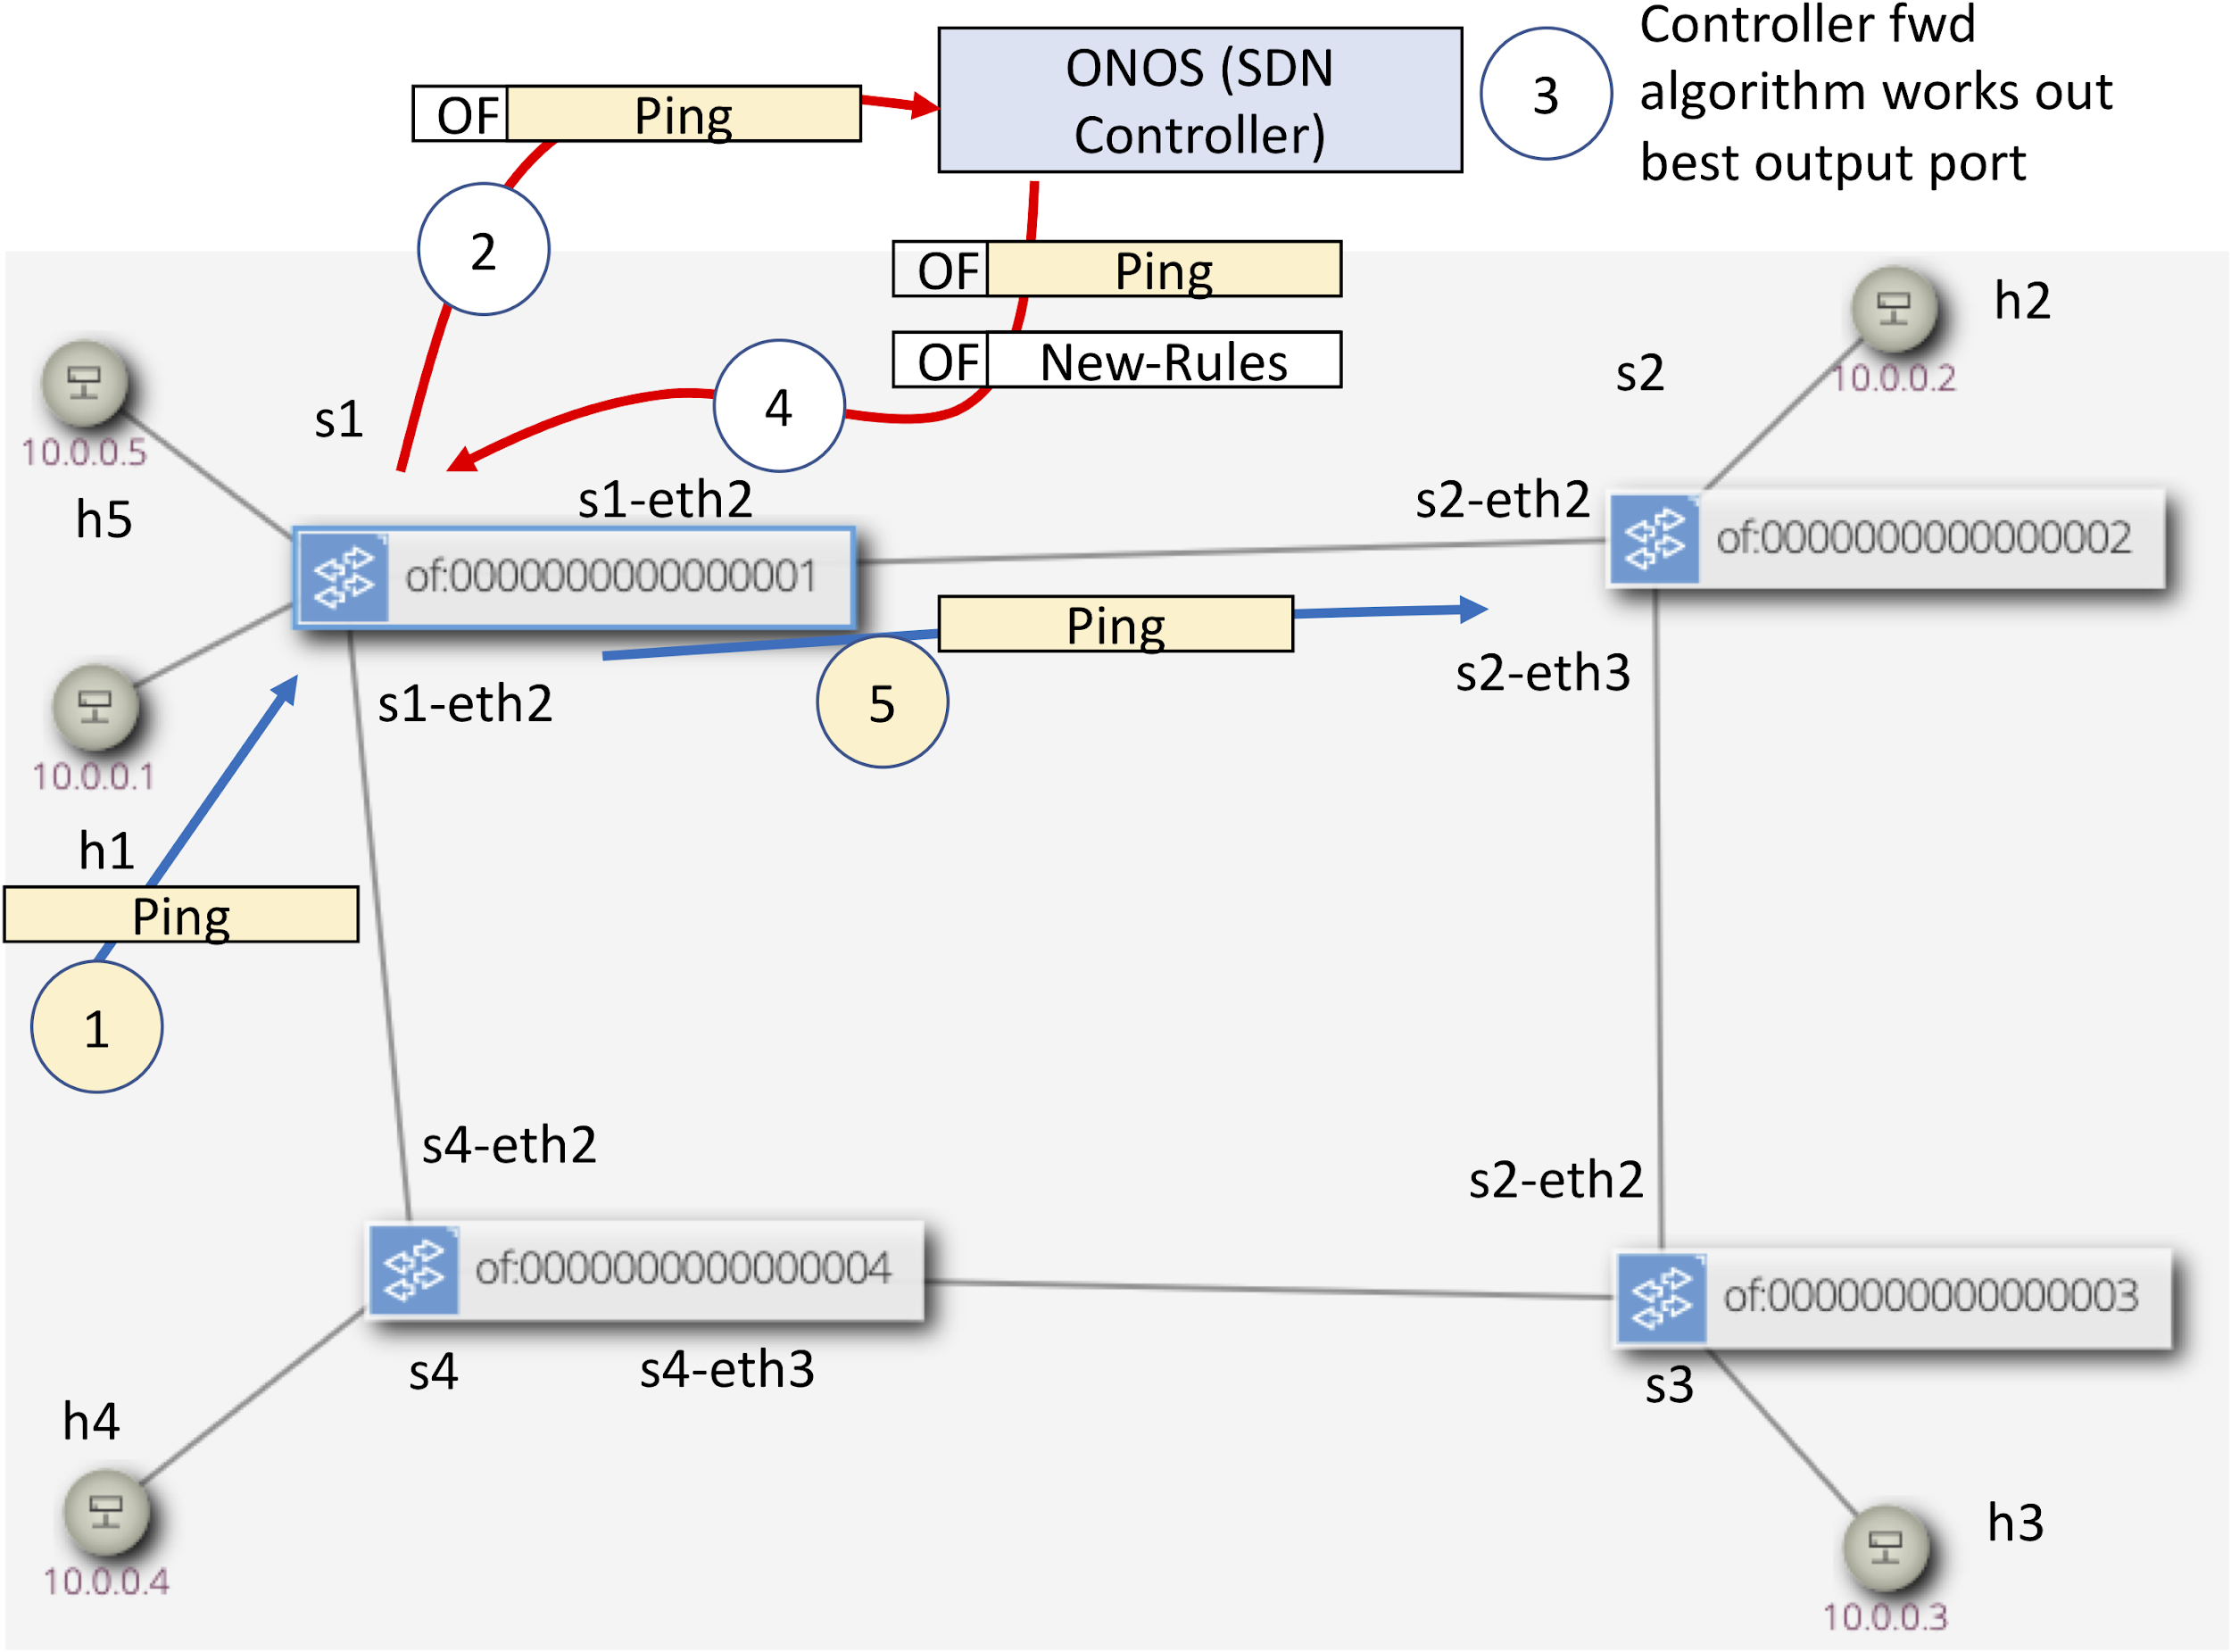 ONOS (SDN
Controller)
3
Controller fwd
algorithm works out
best output port
OF
Ping
2
OF
Ping
OF
New-Rules
4
h2
10.0.0.2
s2
10.0.0.5
h5
s1
s1-eth2
s2-eth2
of:0000000000000001
of:0000000000000002
Ping
5
s2-eth3
s1-eth2
10.0.0.1
h1
Ping
1
s4-eth2
s2-eth2
of:0000000000000004
of:0000000000000003
s4
s4-eth3
s3
h4
10.0.0.4
h3
10.0.0.3